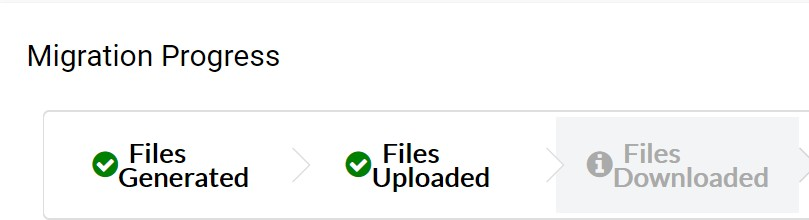 Migration Progress
Files
Generated
Files
Uploaded
Files
Downloaded